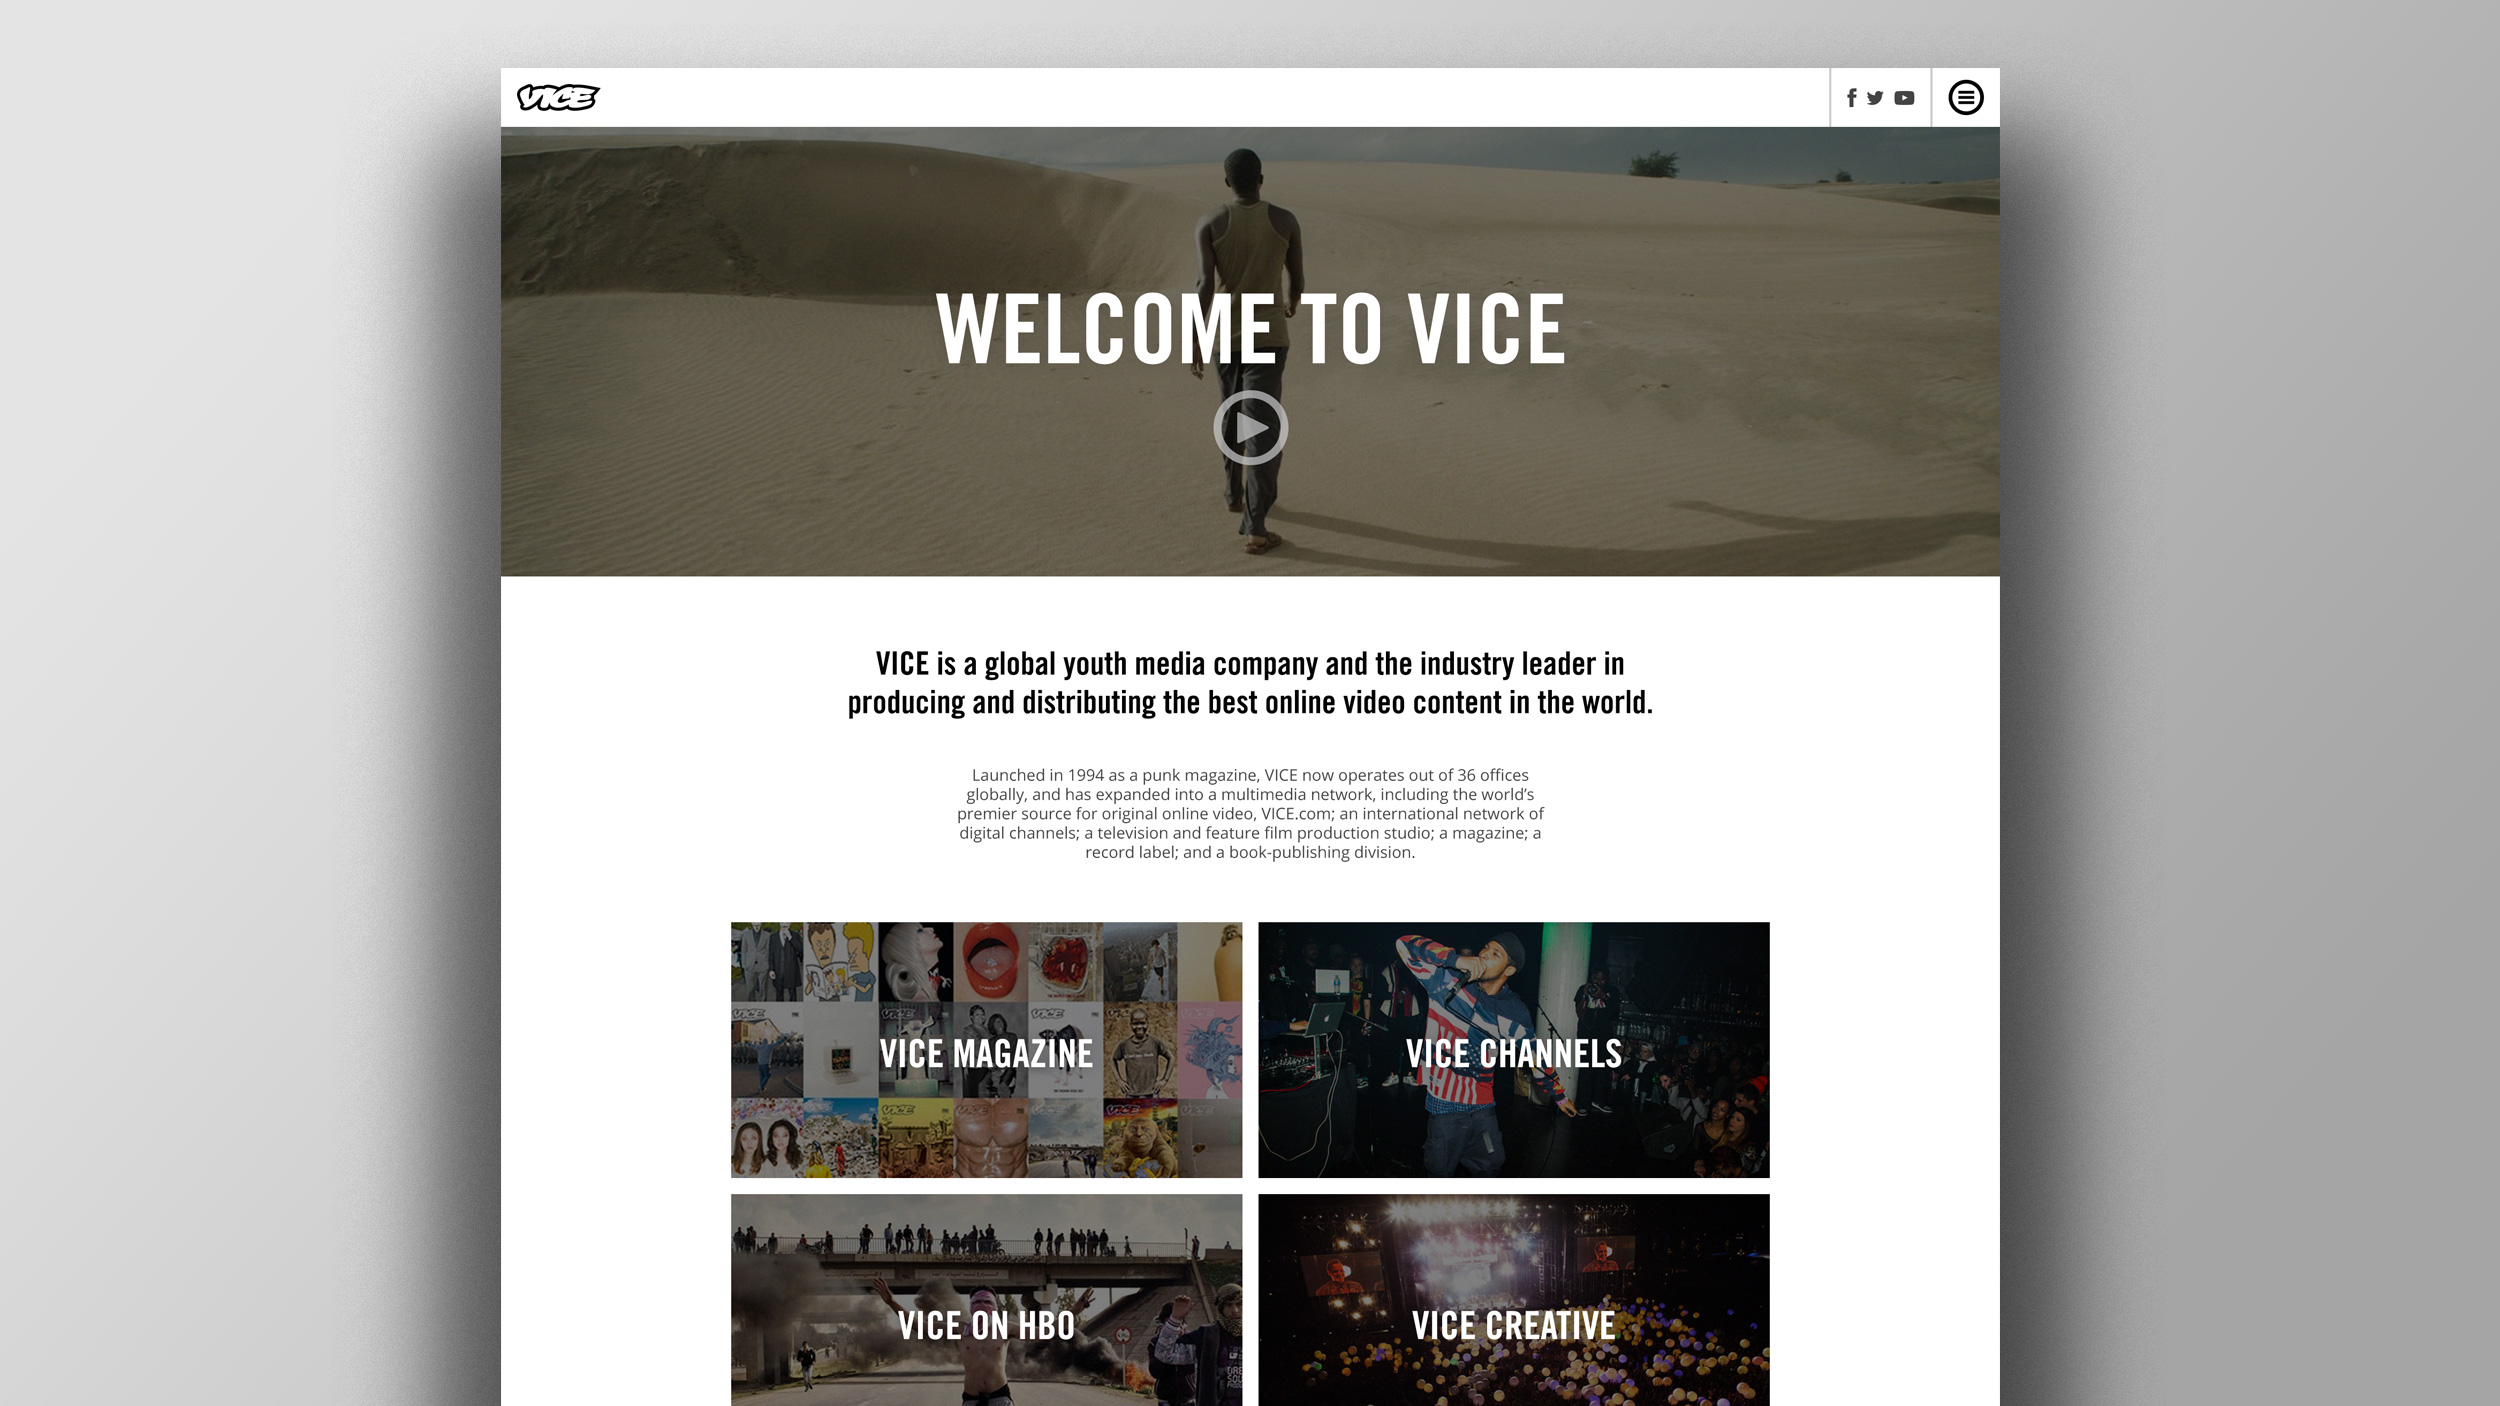 VICE
WELCOME TO VICE
VICE is a global youth media company and the industry leader in
producing and distributing the best online video content in the world.
Launched in 1994 as a punk magazine, VICE now operates out of 36 offices
globally, and has expanded into a multimedia network, including the world’s
premier source for original online video, VICE.com; an international network of
digital channels; a television and feature film production studio; a magazine; a
record label; and a book-publishing division.
VICE MAGAZINE
VICE CHANNELS
VICE ON HBO
VICE CREATIVE